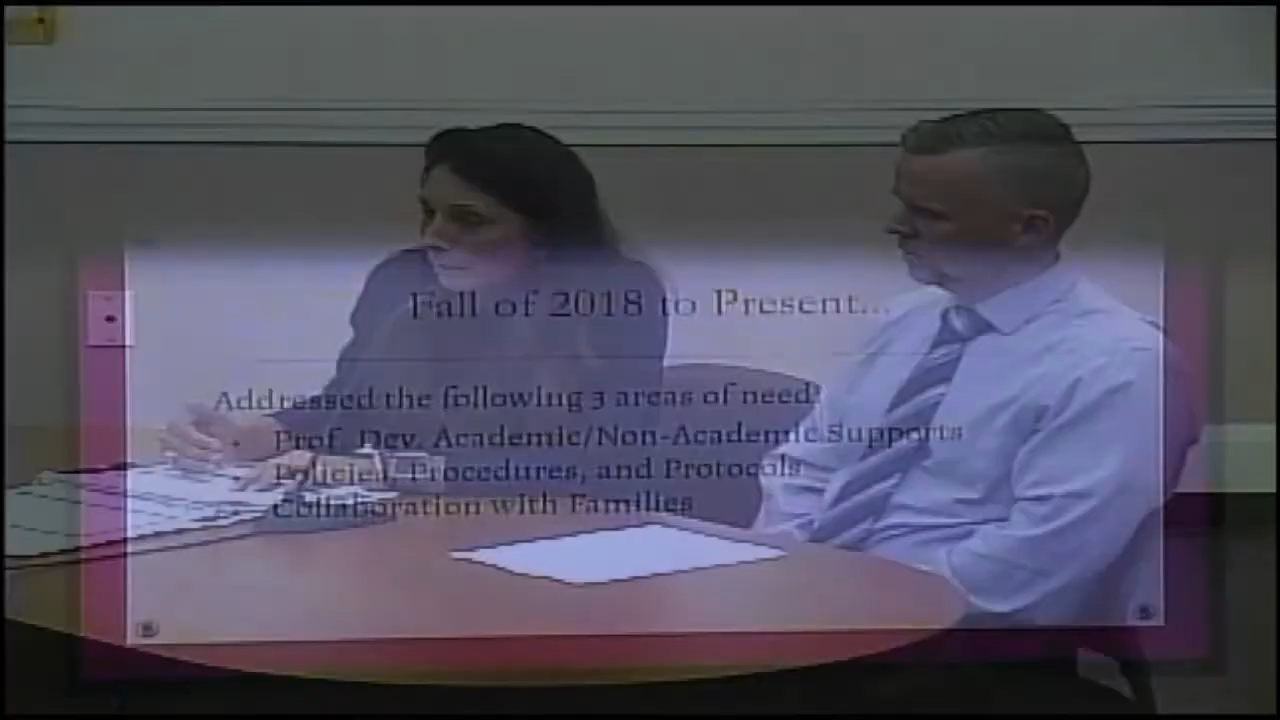 Fall of 2018 to Present...
Addressed the following 3 areas of need:
Prof. Dev. Academic/Non-Academic Supports
Policies, Procedures, and Protocols
Collaboration with Families